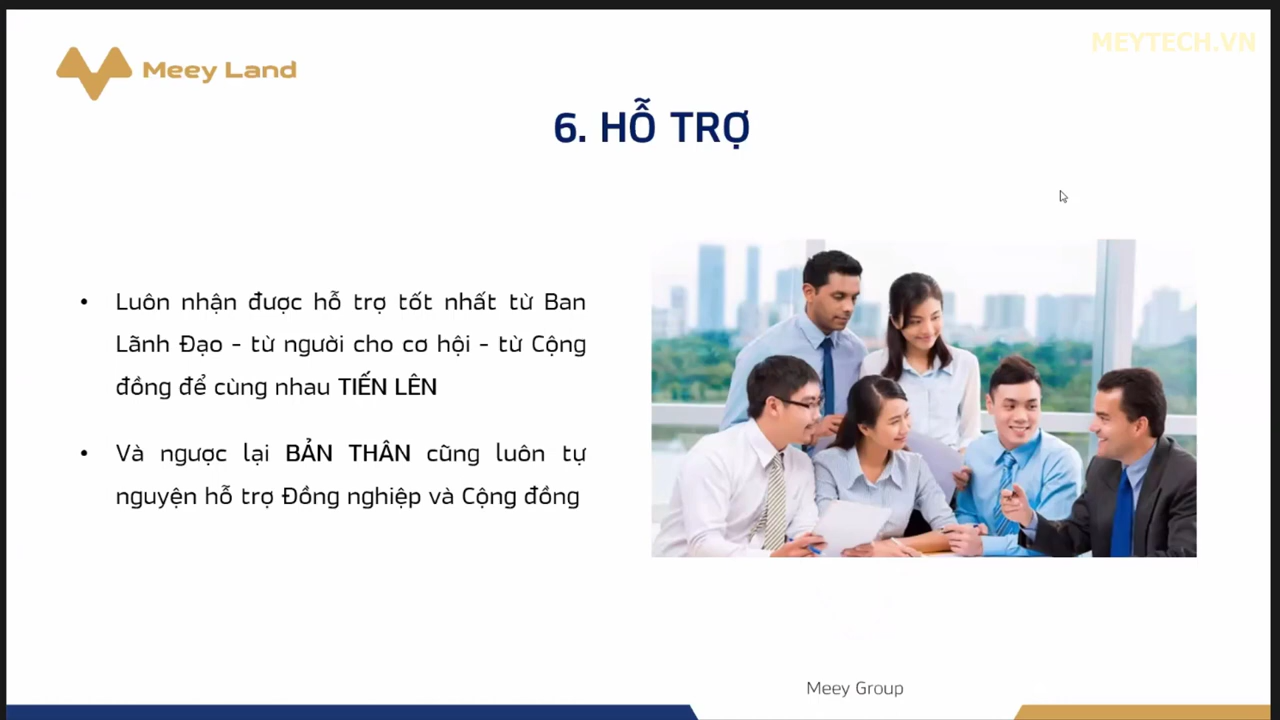 MEYTECH.VN
Meey Land
6. HỖ TRỢ
• Luôn nhận được hỗ trợ tốt nhất từ Ban
Lãnh Đạo - từ người cho cơ hội - từ Cộng
đồng để cùng nhau TIẾN LÊN
• Và ngược lại BẢN THÂN cũng luôn tự
nguyện hỗ trợ Đồng nghiệp và Cộng đồng
Meey Group